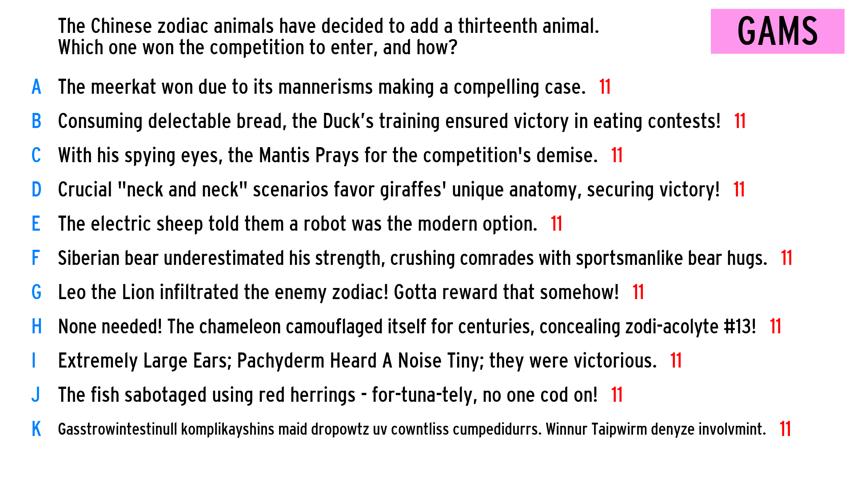 The Chinese zodiac animals have decided to add a thirteenth animal.
Which one won the competition to enter, and how?
GAMS
A The meerkat won due to its mannerisms making a compelling case. 11
B Consuming delectable bread, the Duck's training ensured victory in eating contests! 11
C With his spying eyes, the Mantis Prays for the competition's demise. 11
D Crucial "neck and neck" scenarios favor giraffes' unique anatomy, securing victory! 11
E The electric sheep told them a robot was the modern option. 11
F Siberian bear underestimated his strength, crushing comrades with sportsmanlike bear hugs. 11
G Leo the Lion infiltrated the enemy zodiac! Gotta reward that somehow! 11
H None needed! The chameleon camouflaged itself for centuries, concealing zodi-acolyte #13! 11
I Extremely Large Ears; Pachyderm Heard A Noise Tiny; they were victorious. 11
J The fish sabotaged using red herrings - for-tuna-tely, no one cod on! 11
K Gasstrowintestinull komplikayshins maid dropowtz uv cowntliss cumpedidurrs. Winnur Taipwirm denyze involvmint. 11